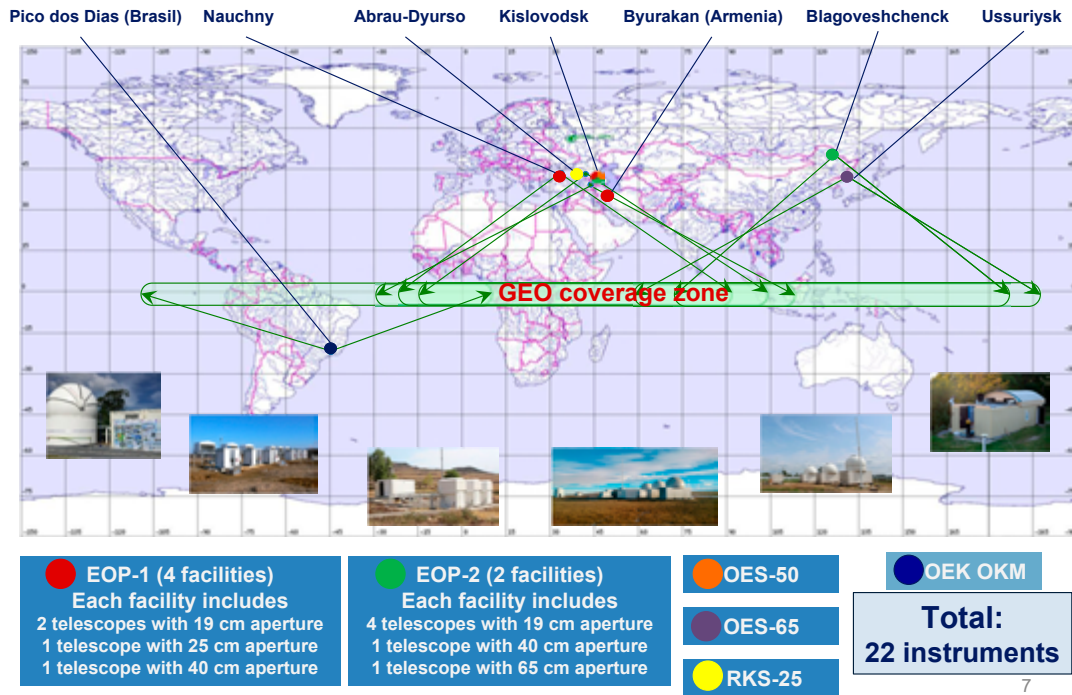 Pico dos Dias (Brasil) Nauchny Abrau-Dyurso Kislovodsk Byurakan (Armenia) Blagoveshchenck Ussuriysk
GEO coverage zone
EOP-1 (4 facilities)
Each facility includes
2 telescopes with 19 cm aperture
1 telescope with 25 cm aperture
1 telescope with 40 cm aperture
EOP-2 (2 facilities)
Each facility includes
4 telescopes with 19 cm aperture
1 telescope with 40 cm aperture
1 telescope with 65 cm aperture
OES-50
OES-65
RKS-25
OEK OKM
Total:
22 instruments
7